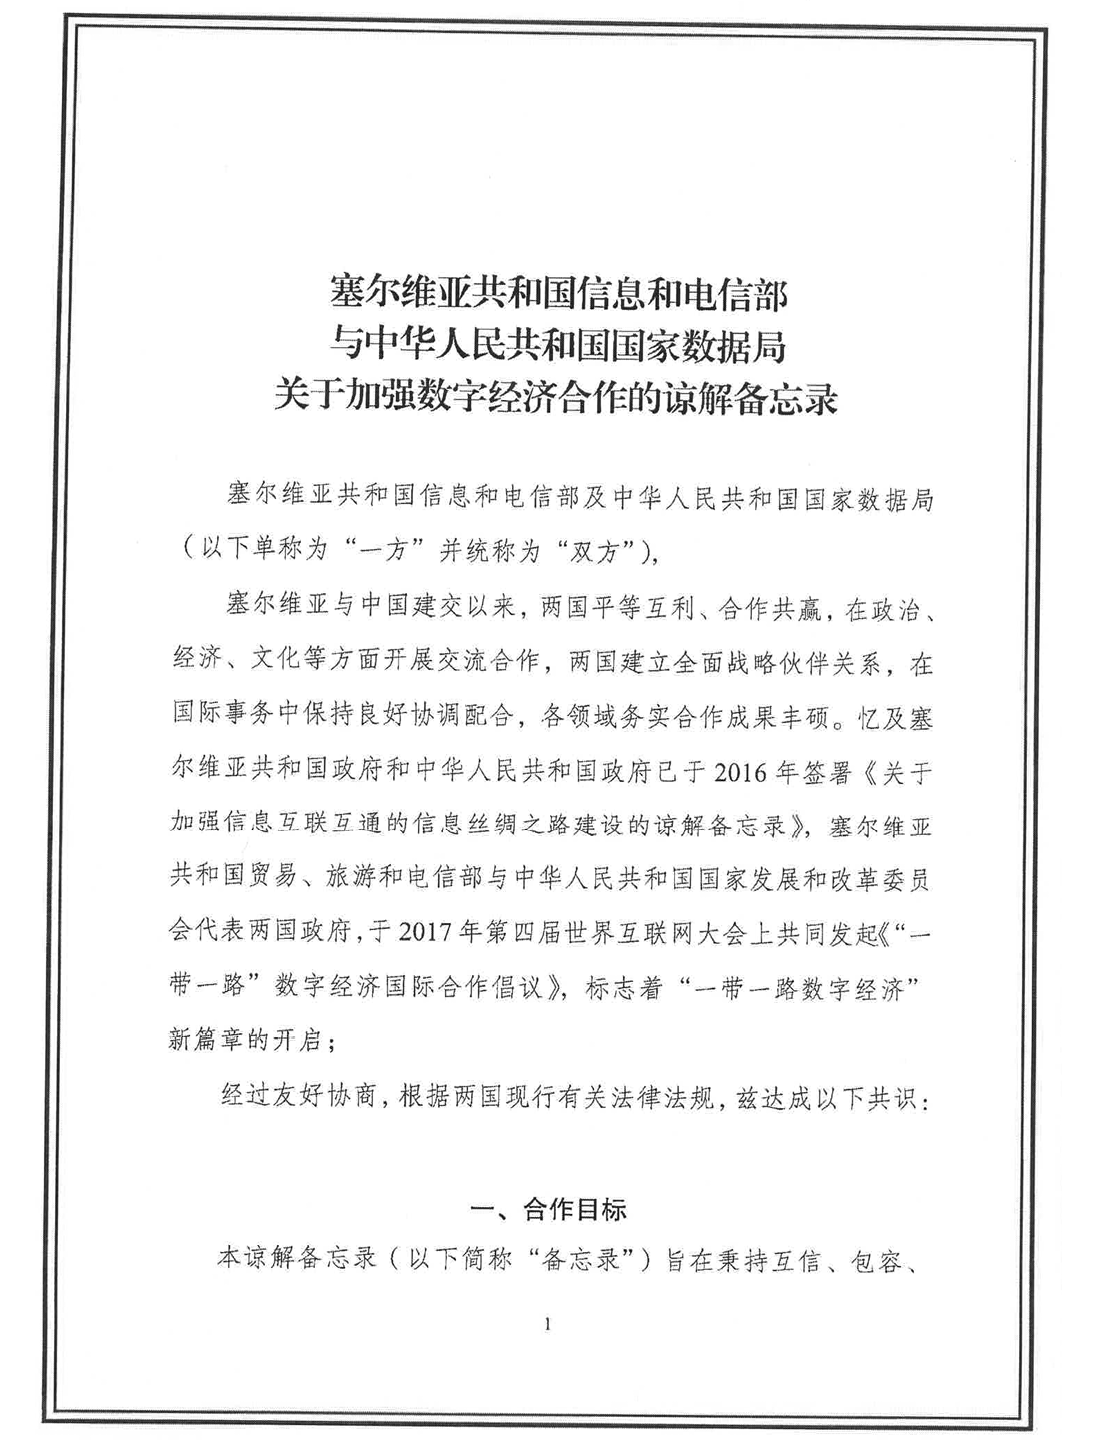 塞尔维亚共和国信息和电信部
与中华人民共和国国家数据局
关于加强数字经济合作的谅解备忘录
塞尔维亚共和国信息和电信部及中华人民共和国国家数据局
（以下单称为“一方”并统称为“双方”），
塞尔维亚与中国建交以来，两国平等互利、合作共赢，在政治、
经济、文化等方面开展交流合作，两国建立全面战略伙伴关系，在
国际事务中保持良好协调配合，各领域务实合作成果丰硕。忆及塞
尔维亚共和国政府和中华人民共和国政府已于 2016 年签署《关于
加强信息互联互通的信息丝绸之路建设的谅解备忘录》，塞尔维亚
共和国贸易、旅游和电信部与中华人民共和国国家发展和改革委员
会代表两国政府，于 2017 年第四届世界互联网大会上共同发起《“一
带一路”数字经济国际合作倡议》，标志着“一带一路数字经济”
新篇章的开启；
经过友好协商，根据两国现行有关法律法规，兹达成以下共识：
一、合作目标
本谅解备忘录（以下简称“备忘录”）旨在秉持互信、包容、
1